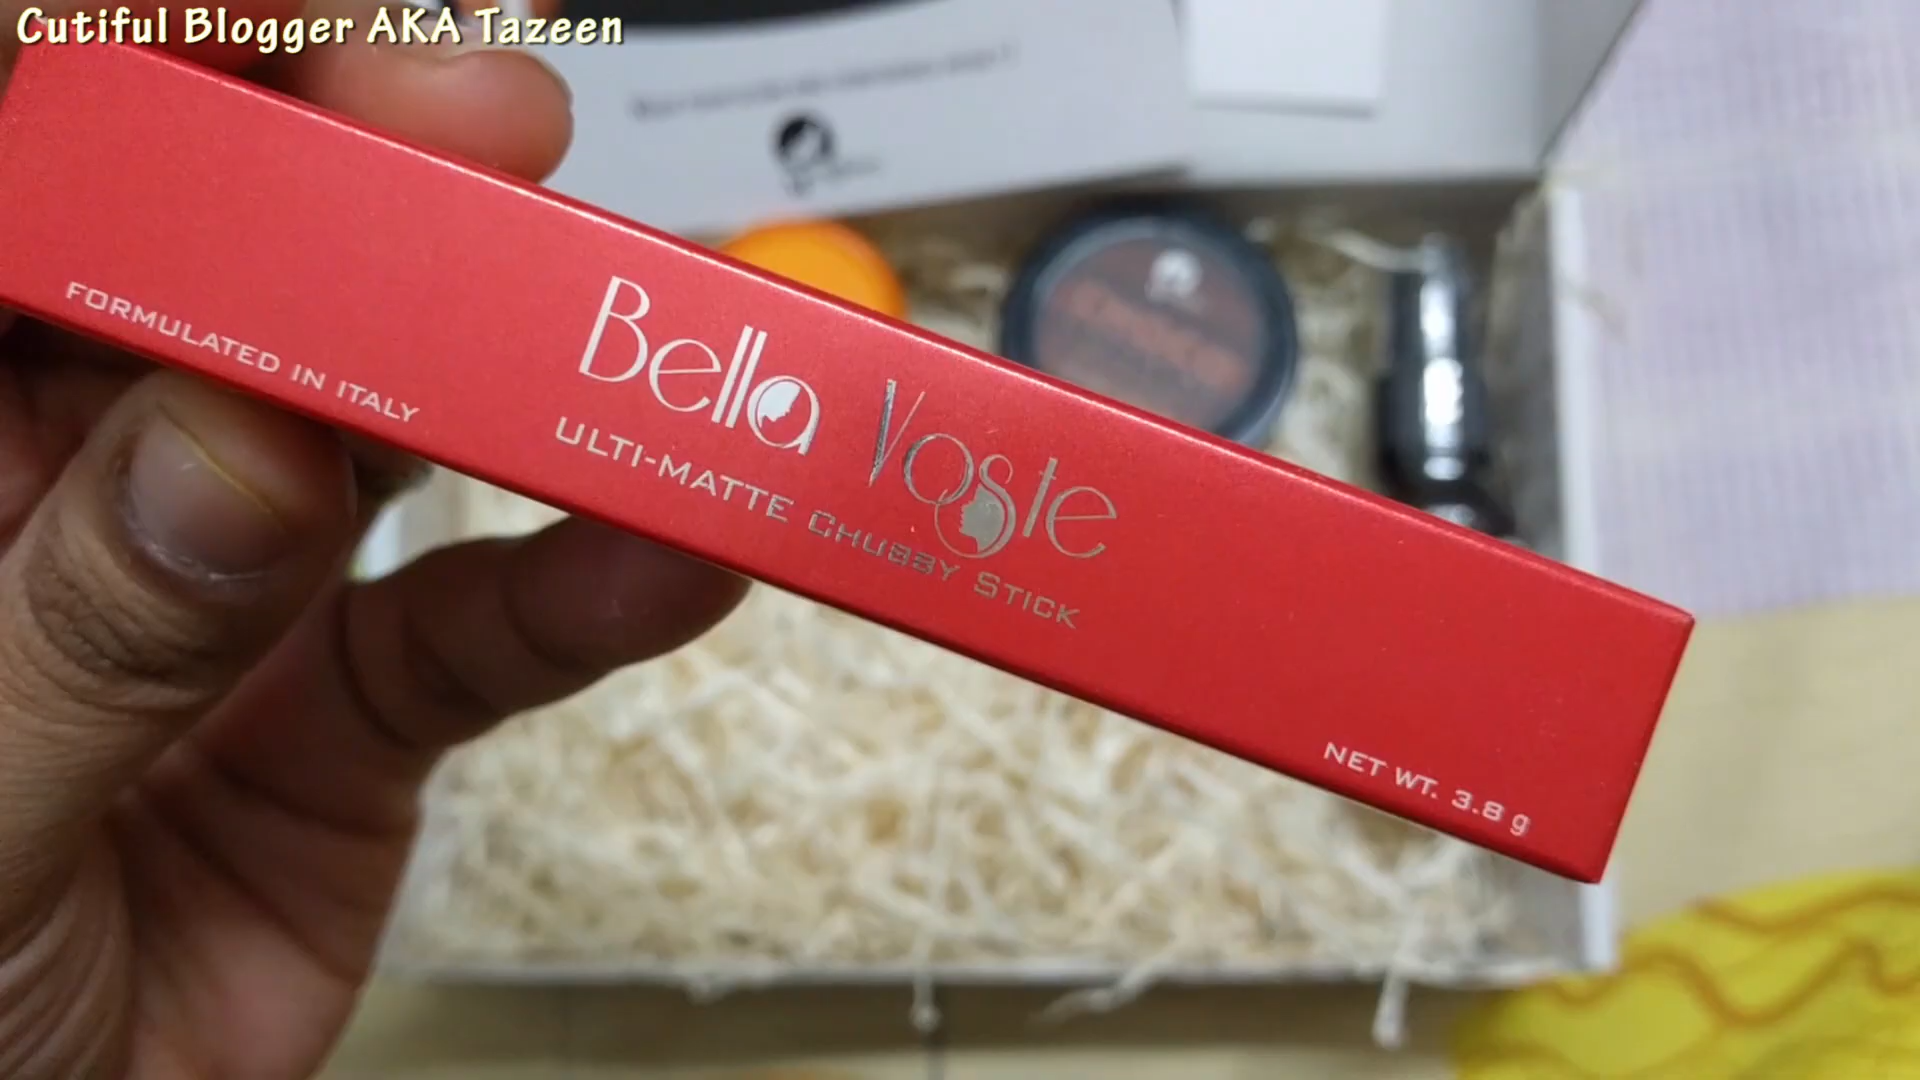 Cutiful Blogger AKA Tazeen
Bella Voste
ULTI-MATTE CHUBBY STICK
FORMULATED IN ITALY
NET WT. 3.8 g